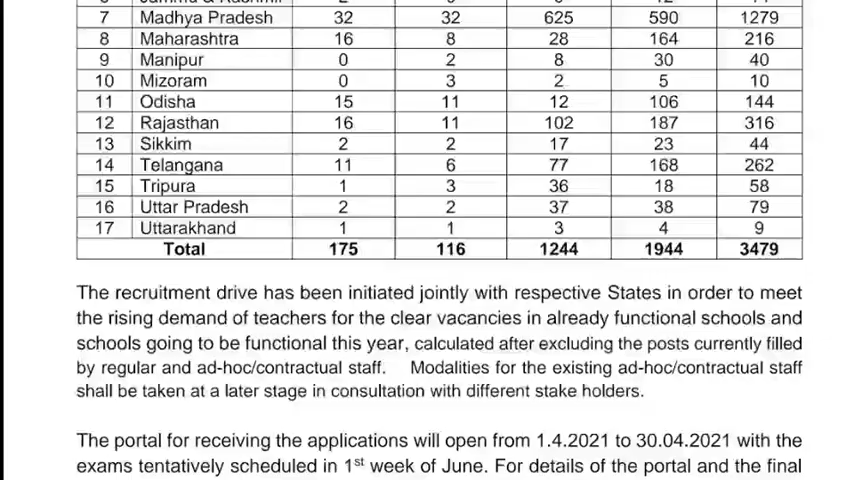 7 Madhya Pradesh 32 32 625 590 1279
8 Maharashtra 16 8 28 164 216
9 Manipur 0 2 8 30 40
10 Mizoram 0 3 2 5 10
11 Odisha 15 11 12 106 144
12 Rajasthan 16 11 102 187 316
13 Sikkim 2 2 17 23 44
14 Telangana 11 6 77 168 262
15 Tripura 1 3 36 18 58
16 Uttar Pradesh 2 2 37 38 79
17 Uttarakhand 1 1 3 4 9
Total 175 116 1244 1944 3479
The recruitment drive has been initiated jointly with respective States in order to meet
the rising demand of teachers for the clear vacancies in already functional schools and
schools going to be functional this year, calculated after excluding the posts currently filled
by regular and ad-hoc/contractual staff. Modalities for the existing ad-hoc/contractual staff
shall be taken at a later stage in consultation with different stake holders.
The portal for receiving the applications will open from 1.4.2021 to 30.04.2021 with the
exams tentatively scheduled in 1st week of June. For details of the portal and the final